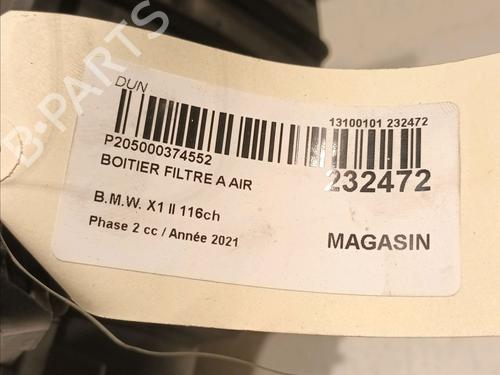 B-PARTS
DUN
13100101 232472
P205000374552
BOITIER FILTRE A AIR
232472
B.M.W. X1 II 116ch
Phase 2 cc / Année 2021
MAGASIN